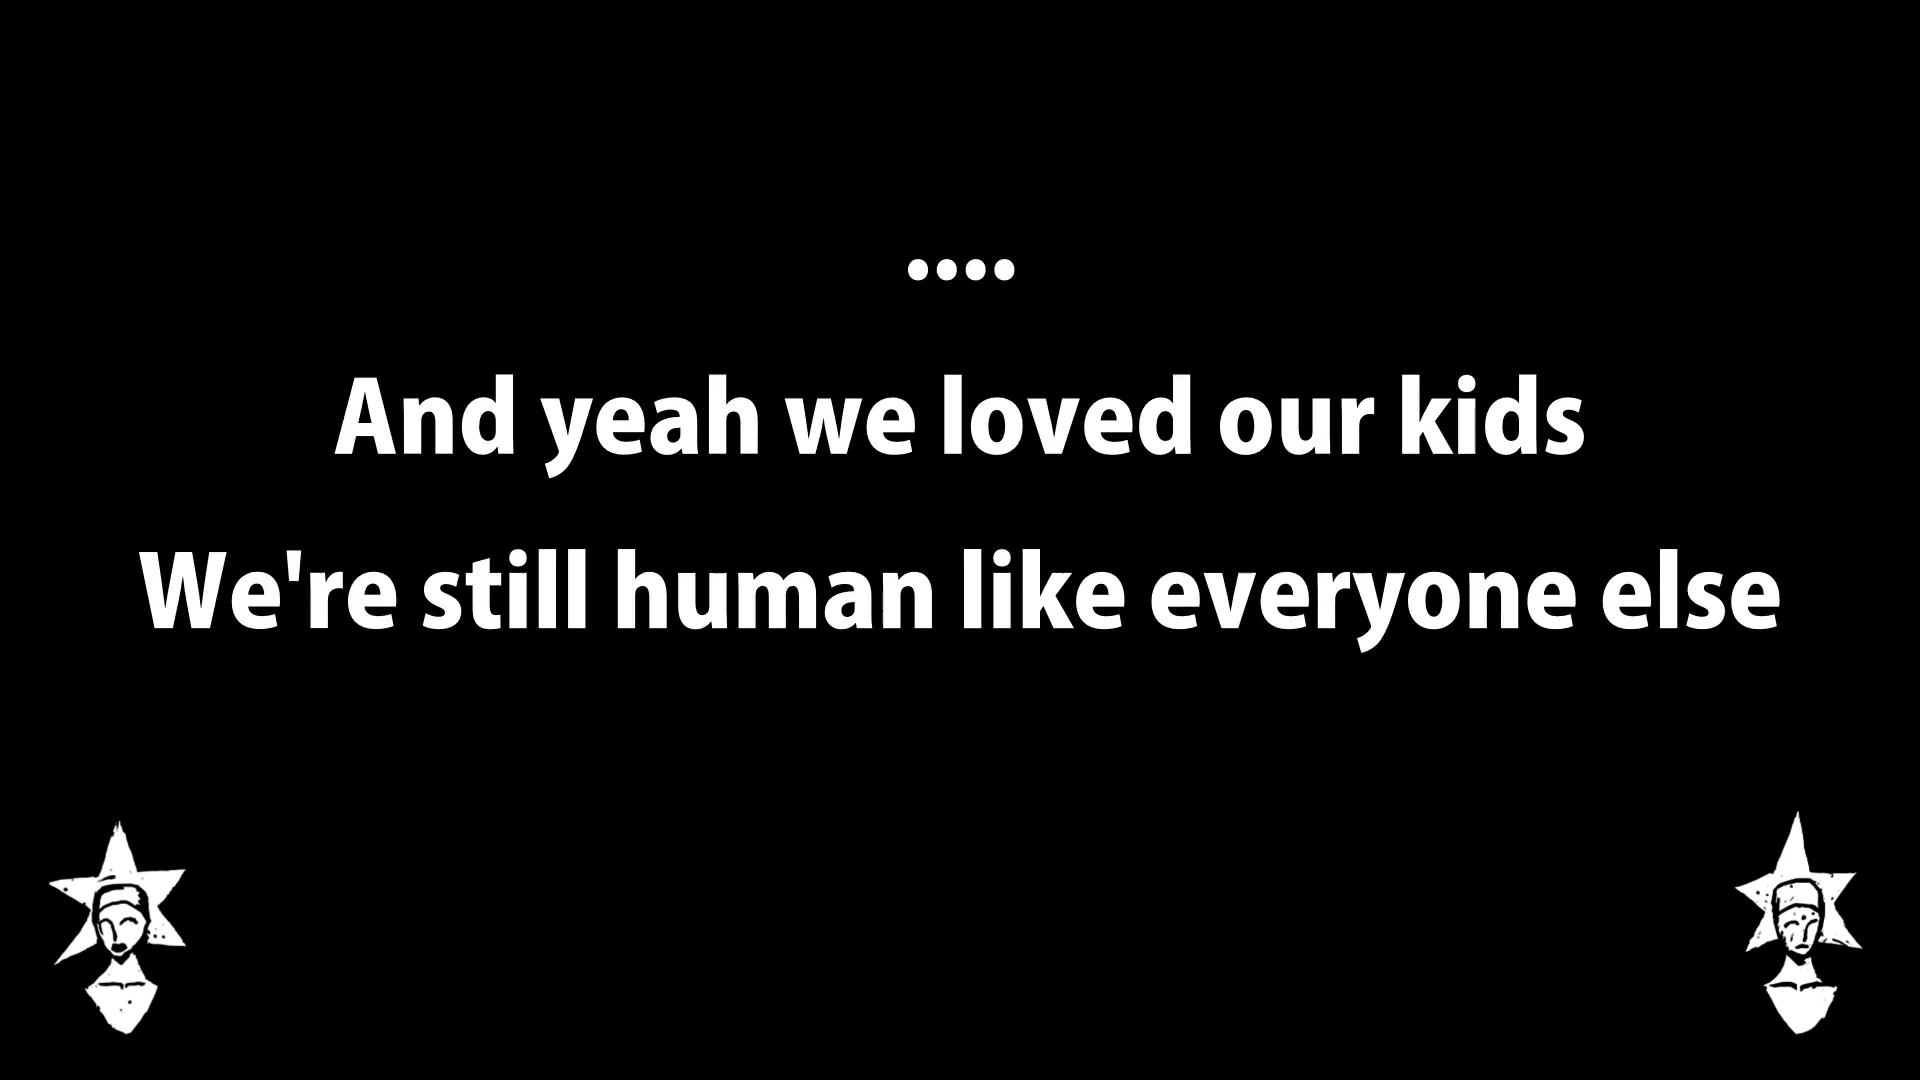 ••••
And yeah we loved our kids
We're still human like everyone else